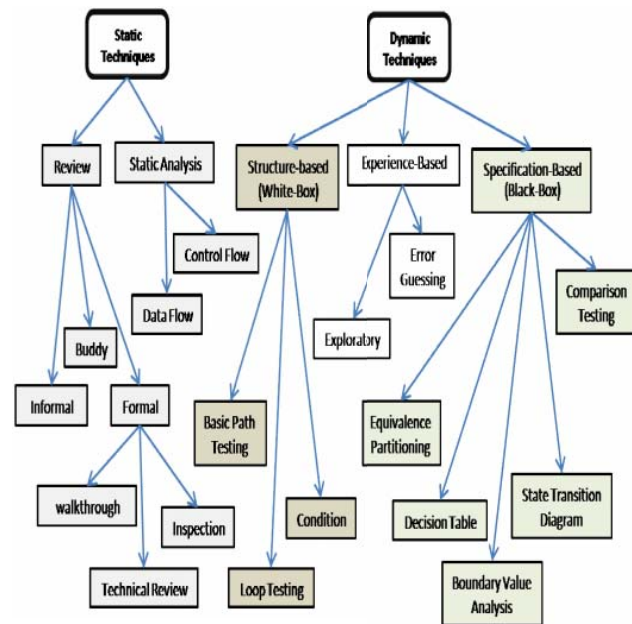 Static
Techniques
Dynamic
Techniques
Review
Static Analysis
Structure-based
(White-Box)
Experience-Based
Specification-Based
(Black-Box)
Control Flow
Error
Guessing
Comparison
Testing
Data Flow
Exploratory
Buddy
Informal
Formal
Basic Path
Testing
Equivalence
Partitioning
walkthrough
Inspection
Condition
Decision Table
State Transition
Diagram
Technical Review
Loop Testing
Boundary Value
Analysis